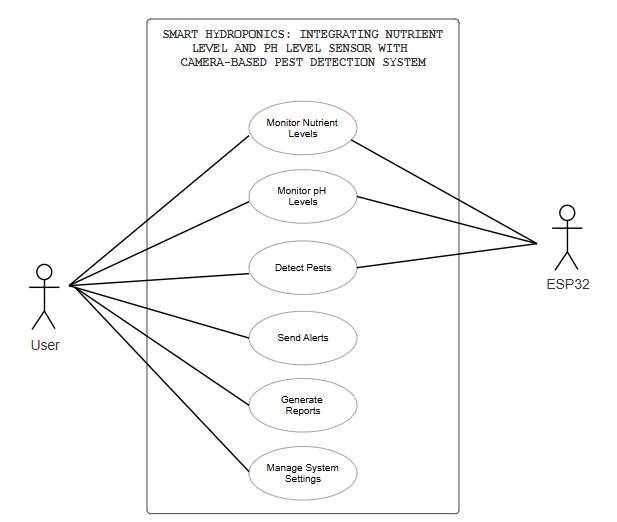 SMART HYDROPONICS: INTEGRATING NUTRIENT
LEVEL AND PH LEVEL SENSOR WITH
CAMERA-BASED PEST DETECTION SYSTEM
Monitor Nutrient
Levels
Monitor pH
Levels
Detect Pests
ESP32
User
Send Alerts
Generate
Reports
Manage System
Settings